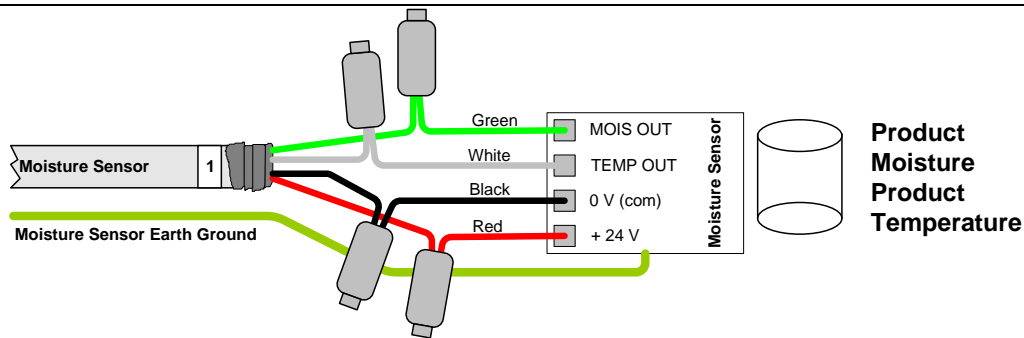 Moisture Sensor 1
Moisture Sensor Earth Ground
Green
White
Black
Red
MOIS OUT
TEMP OUT
0 V (com)
+ 24 V
Moisture Sensor
Product
Moisture
Product
Temperature